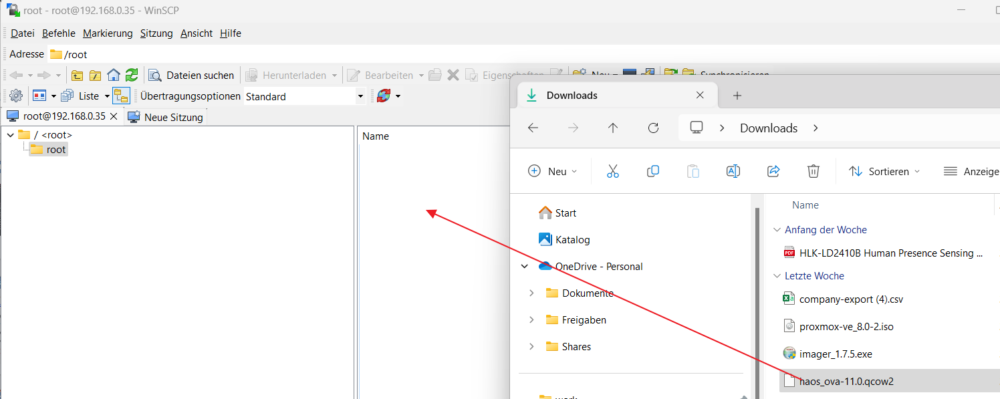 root - root@192.168.0.35 - WinSCP
Datei Befehle Markierung Sitzung Ansicht Hilfe
Adresse /root
Dateien suchen Herunterladen Bearbeiten Eigenschaften Neu Synchronisieren
Liste Übertragungsoptionen Standard
root@192.168.0.35 Neue Sitzung
/ <root>
root
Name
Downloads
Downloads
Neu Sortieren Anzeige
Start
Katalog
OneDrive - Personal
Dokumente
Freigaben
Shares
work
Name
Anfang der Woche
HLK-LD2410B Human Presence Sensing ...
Letzte Woche
company-export (4).csv
proxmox-ve_8.0-2.iso
imager_1.7.5.exe
haos_ova-11.0.qcow2